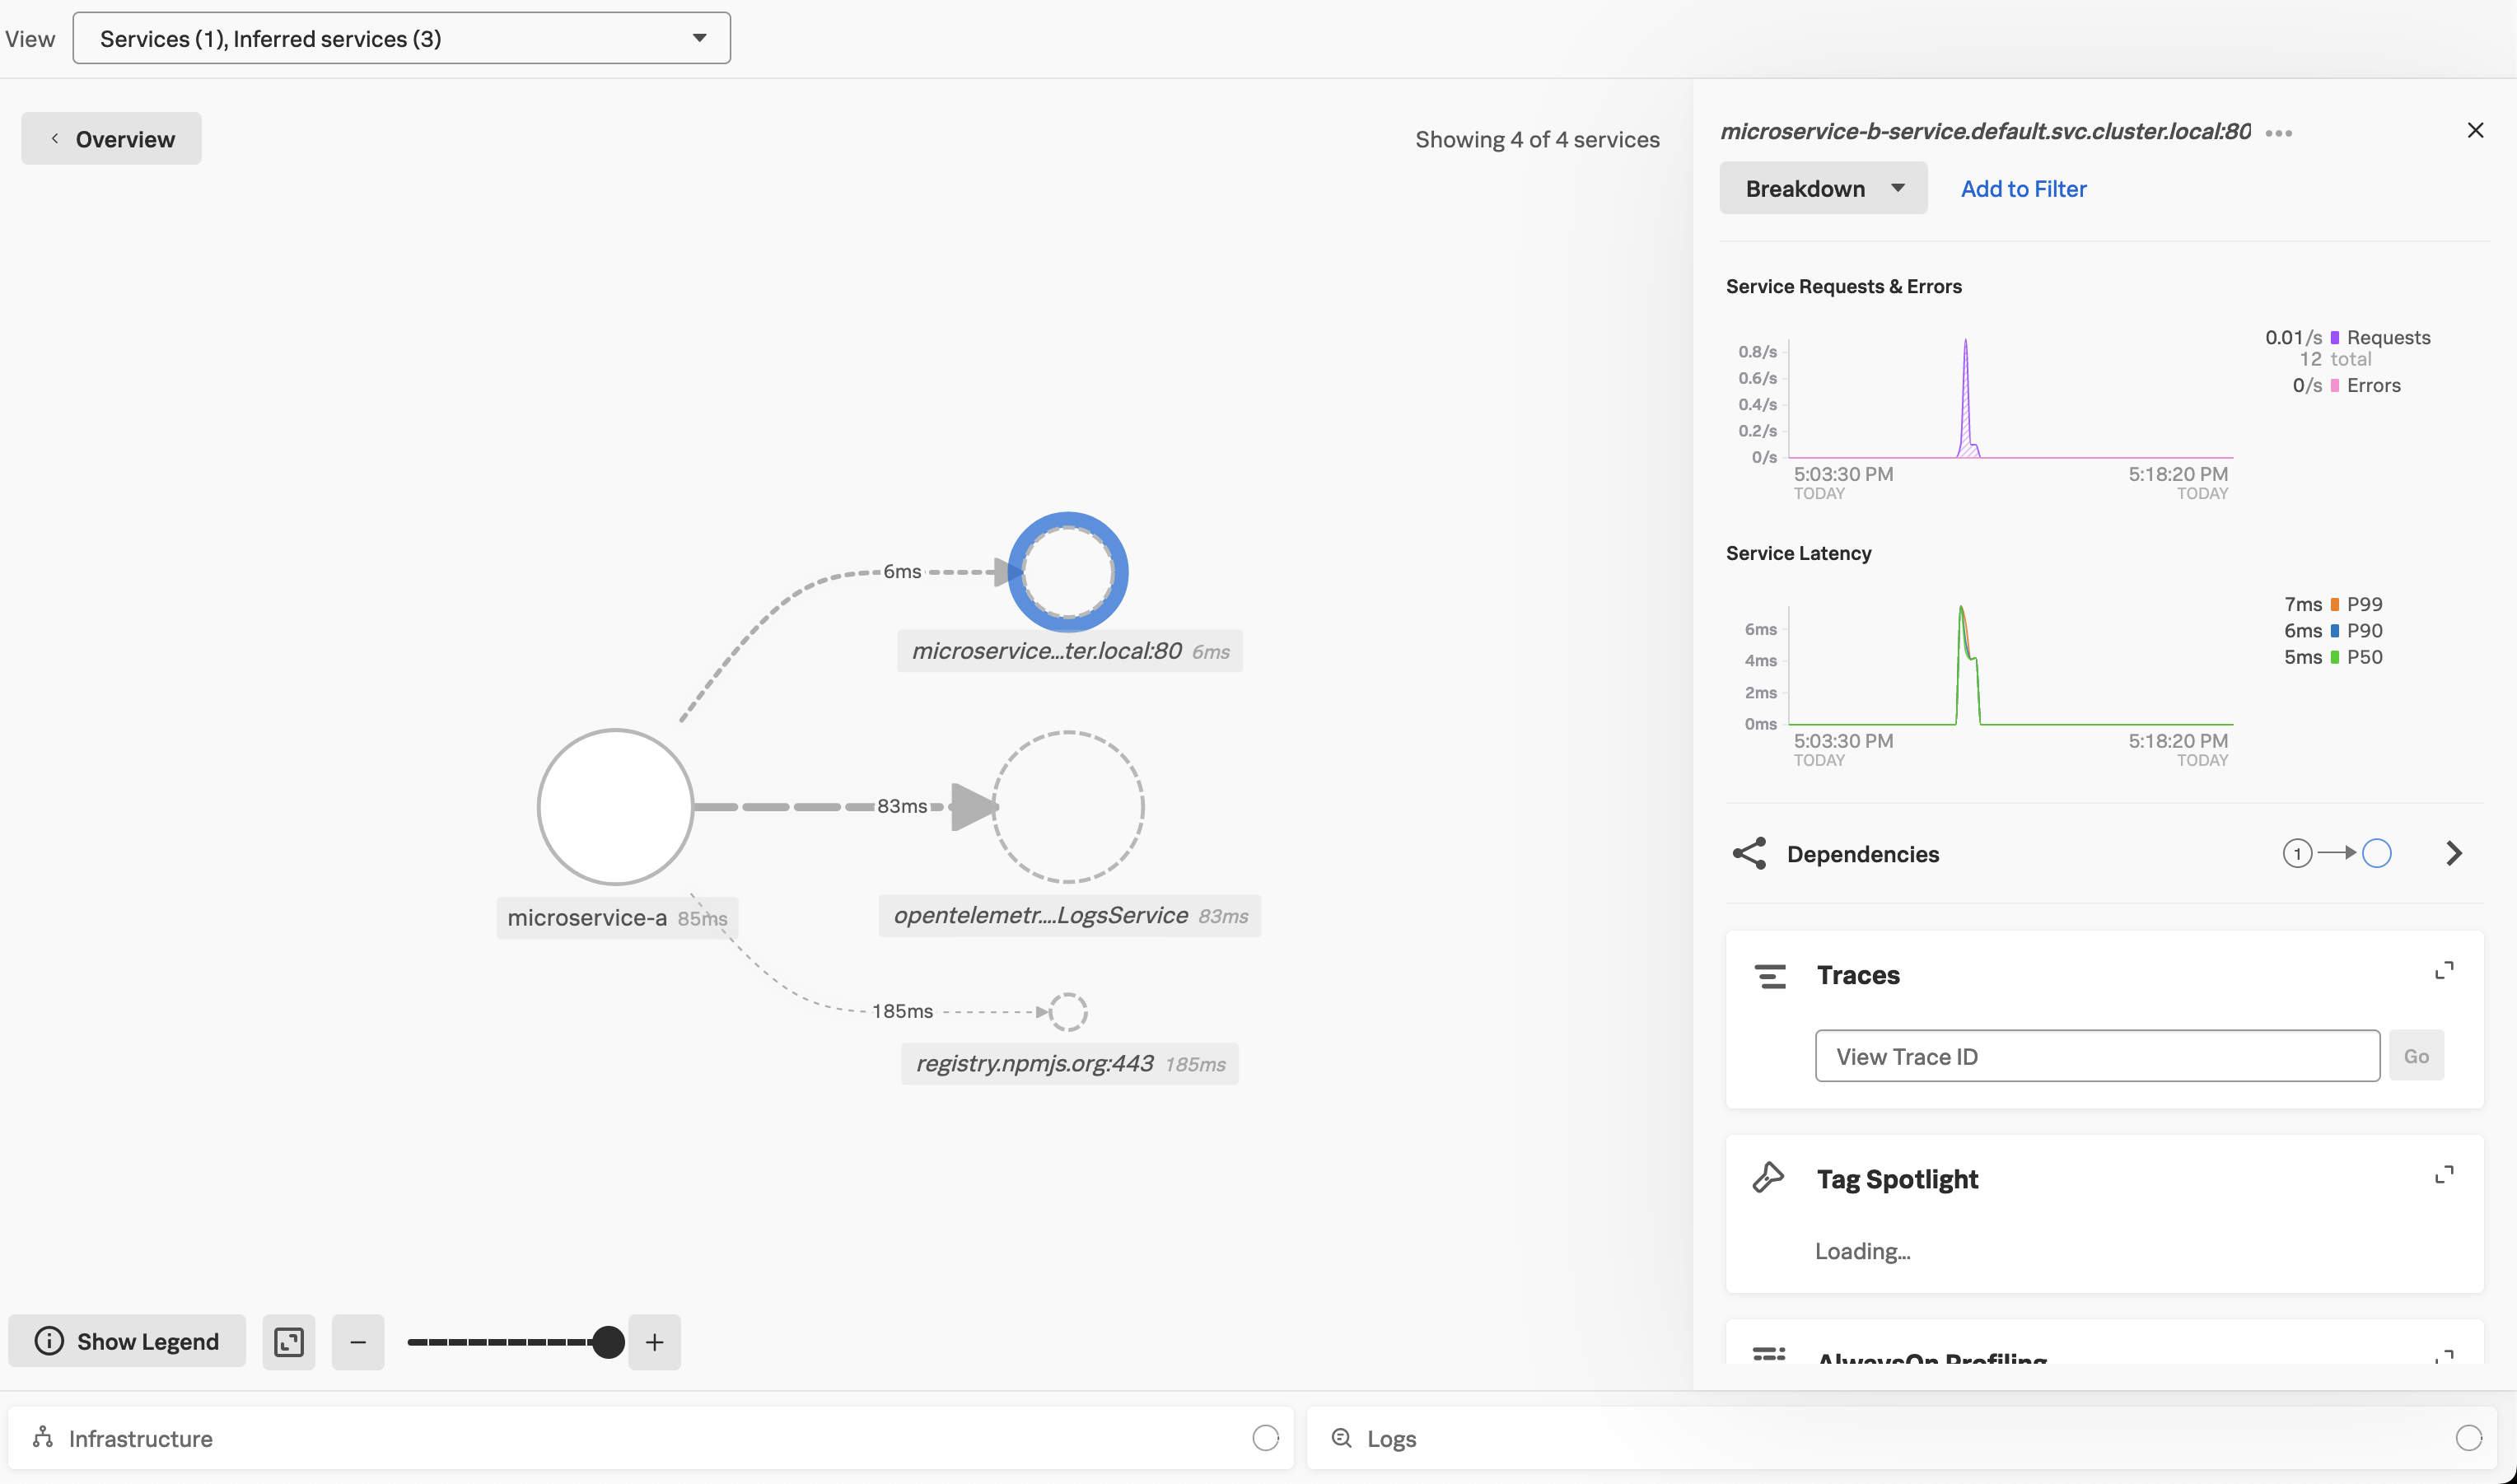 View
Services (1), Inferred services (3)
Overview
Showing 4 of 4 services
6ms
microservice...ter.local:80 6ms
83ms
microservice-a 85ms
opentelemetr....LogsService 83ms
185ms
registry.npmjs.org:443 185ms
Show Legend
microservice-b-service.default.svc.cluster.local:80
Breakdown
Add to Filter
Service Requests & Errors
0.8/s
0.6/s
0.4/s
0.2/s
0/s
5:03:30 PM
TODAY
5:18:20 PM
TODAY
0.01/s Requests
12 total
0/s Errors
Service Latency
6ms
4ms
2ms
0ms
5:03:30 PM
TODAY
5:18:20 PM
TODAY
7ms P99
6ms P90
5ms P50
Dependencies
1
Traces
View Trace ID
Go
Tag Spotlight
Loading...
AlwaysOn Profiling
Infrastructure
Logs